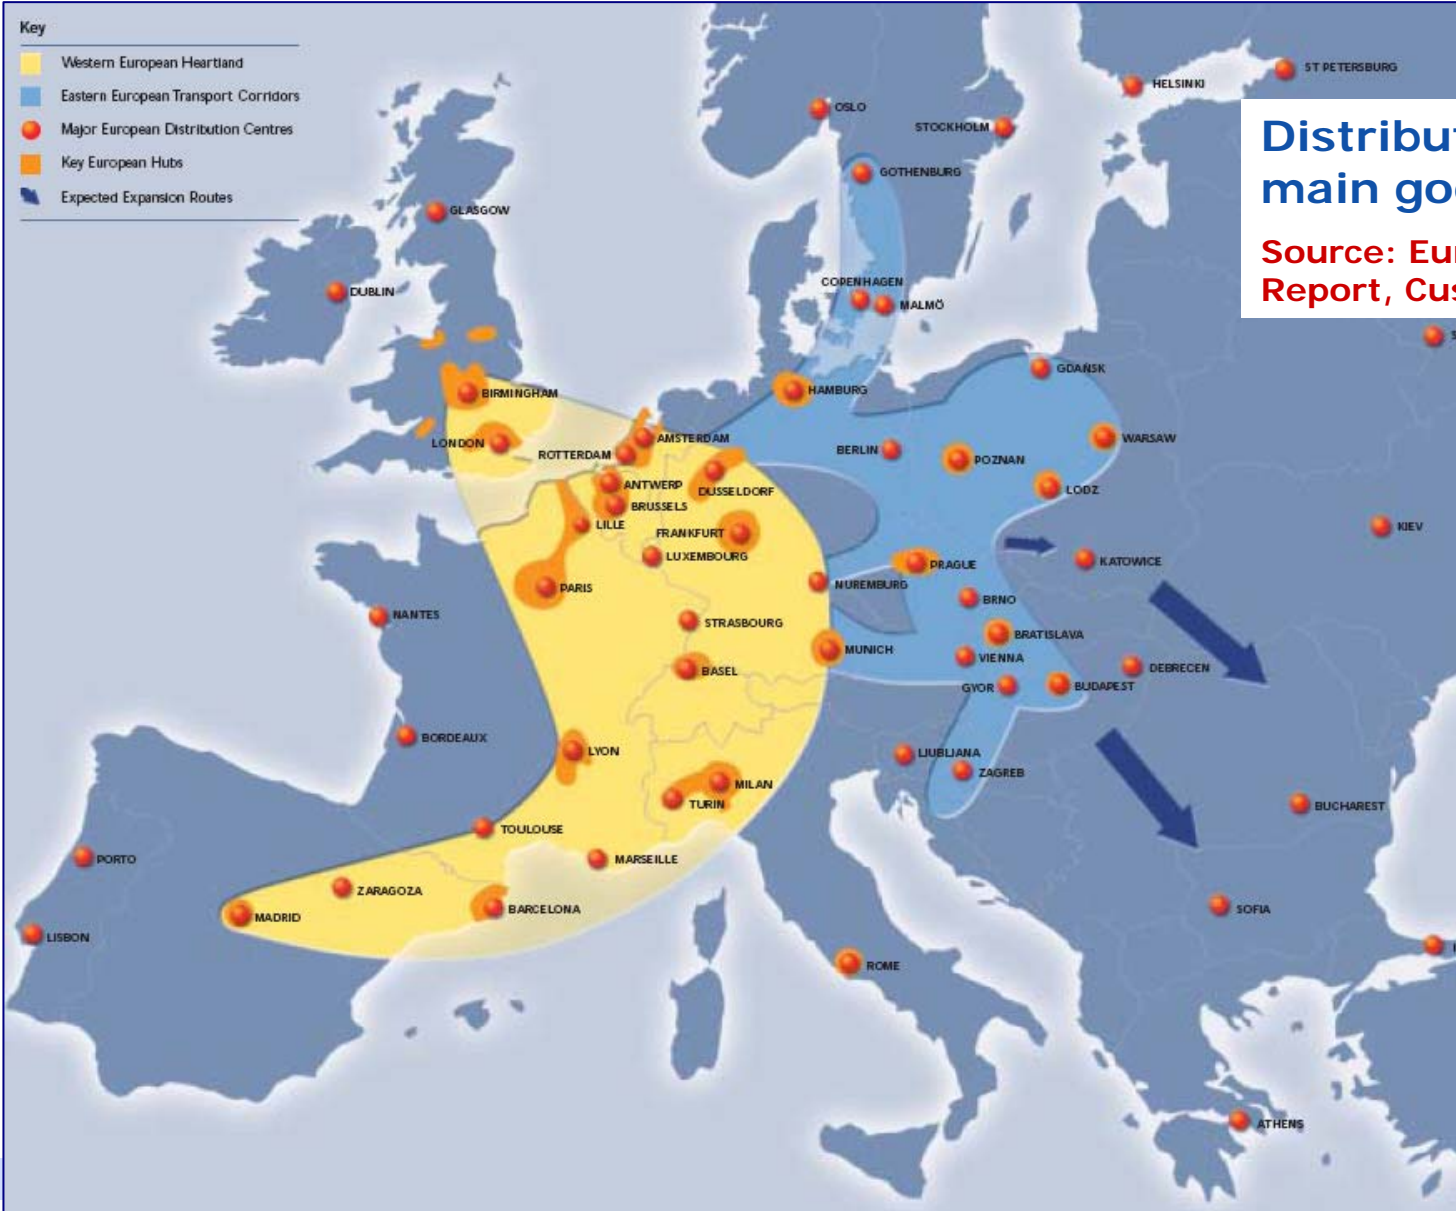 Key
Western European Heartland
Eastern European Transport Corridors
Major European Distribution Centres
Key European Hubs
Expected Expansion Routes
ST PETERSBURG
HELSINKI
OSLO
STOCKHOLM
Distribu
main go
Source: Eu
Report, Cus
GOTHENBURG
GLASGOW
COPENHAGEN
DUBLIN
MALMÖ
GDANSK
HAMBURG
BIRMINGHAM
LONDON
AMSTERDAM
ROTTERDAM
BERLIN
WARSAW
POZNAN
ANTWERP
DUSSELDORF
LODZ
BRUSSELS
LILLE
FRANKFURT
KIEV
LUXEMBOURG
PRAGUE
KATOWICE
PARIS
NUREMBURG
BRNO
NANTES
STRASBOURG
BRATISLAVA
MUNICH
VIENNA
DEBRECEN
BASEL
GYOR
BUDAPEST
BORDEAUX
LYON
LJUBLJANA
ZAGREB
MILAN
TURIN
BUCHAREST
TOULOUSE
PORTO
MARSEILLE
ZARAGOZA
MADRID
BARCELONA
SOFIA
LISBON
ROME
ATHENS